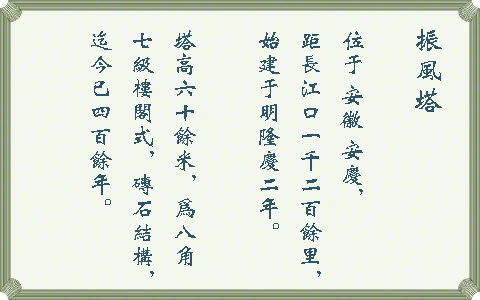 振風塔
位于安徽安慶，
距長江口一千二百餘里，
始建于明隆慶二年。
塔高六十餘米，爲八角
七級樓閣式，磚石結構，
迄今已四百餘年。